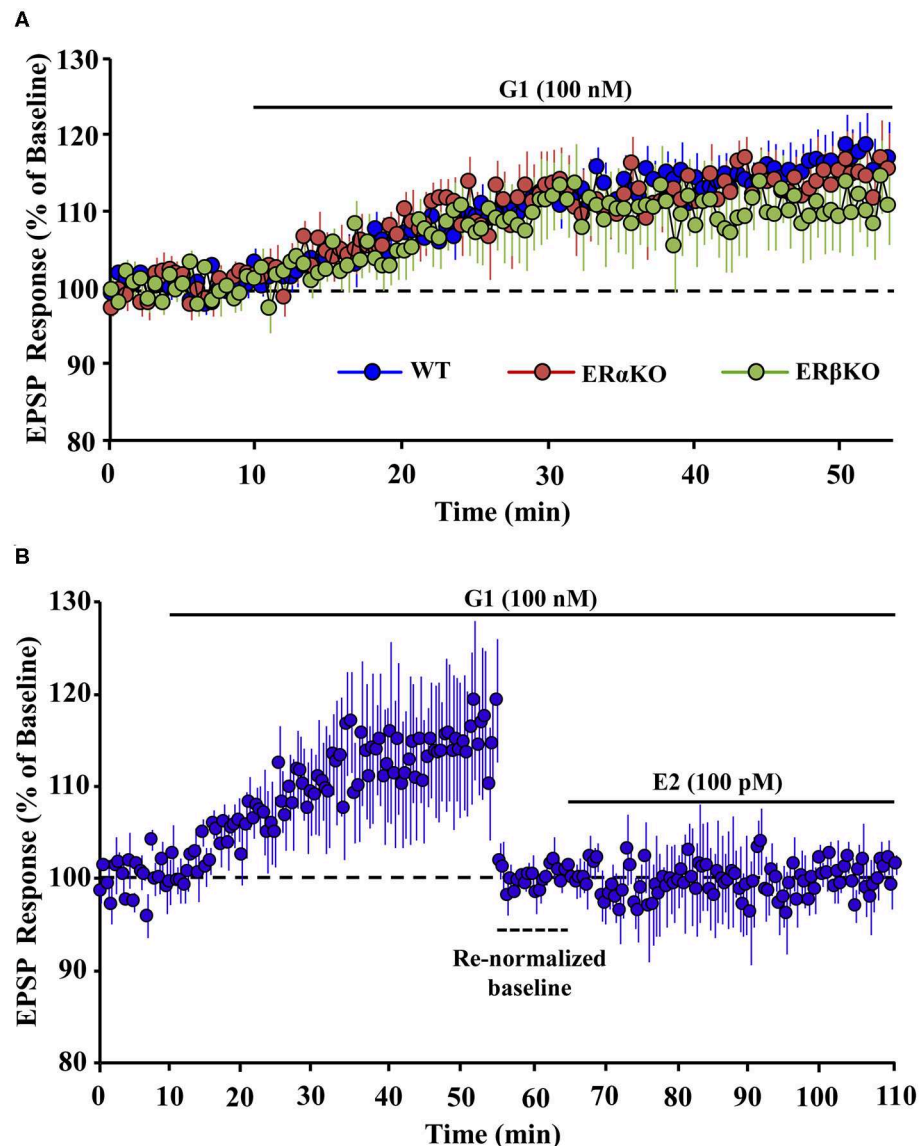 A
EPSP Response (% of Baseline)
130
120
110
100
90
80
G1 (100 nM)
WT
ERαKO
ERβKO
0 10 20 30 40 50
Time (min)
B
EPSP Response (% of Baseline)
130
120
110
100
90
80
G1 (100 nM)
E2 (100 pM)
Re-normalized
baseline
0 10 20 30 40 50 60 70 80 90 100 110
Time (min)